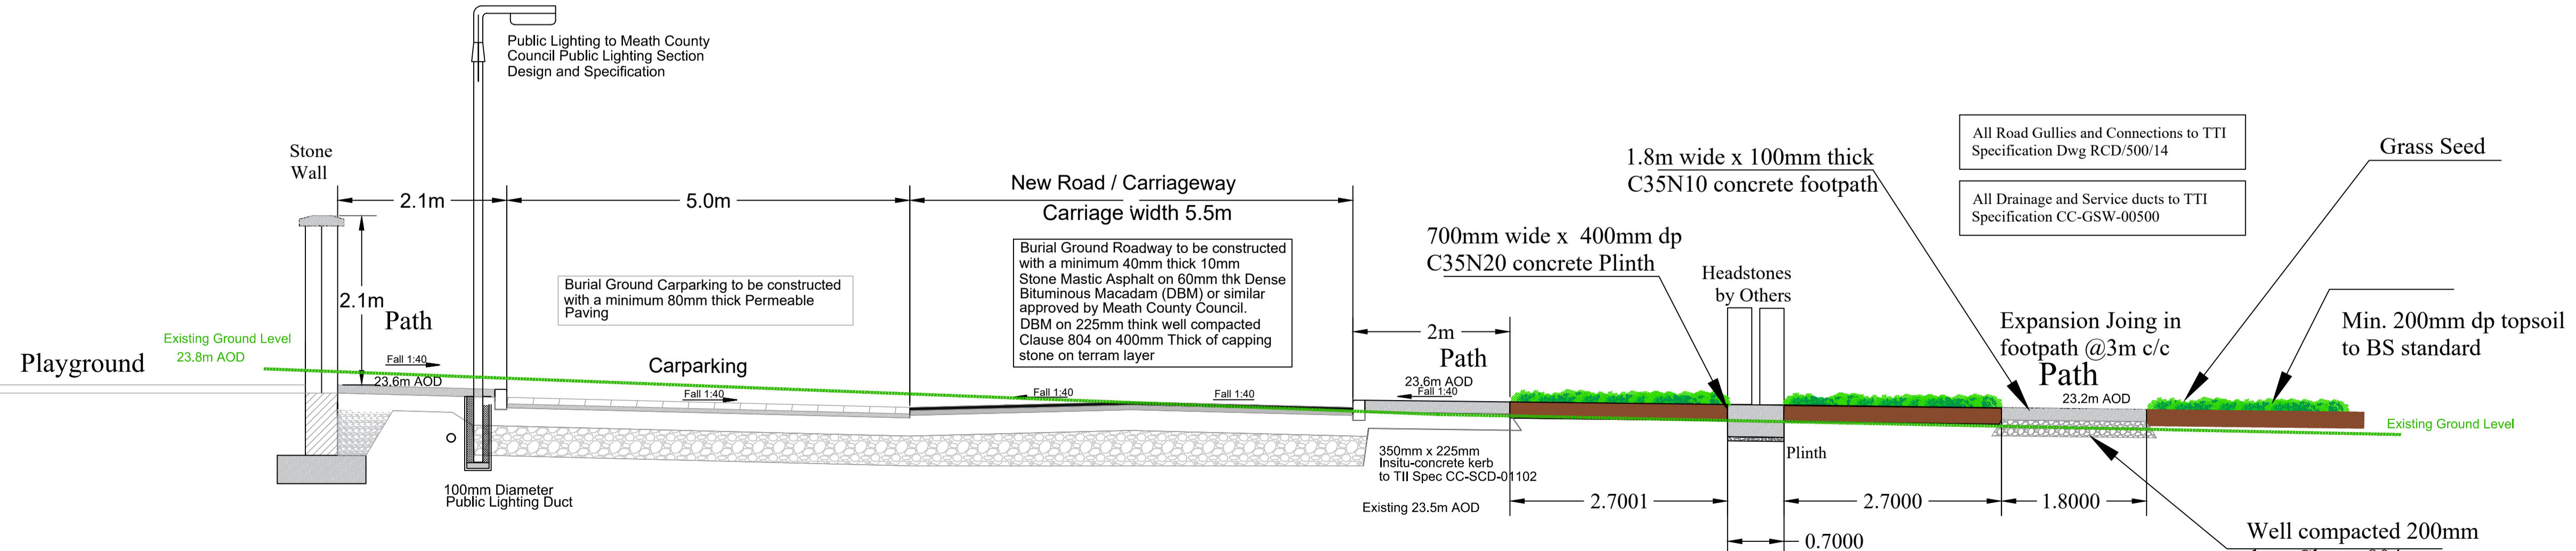 Public Lighting to Meath County
Council Public Lighting Section
Design and Specification
Stone
Wall
2.1m
5.0m
New Road / Carriageway
Carriage width 5.5m
Burial Ground Roadway to be constructed
with a minimum 40mm thick 10mm
Stone Mastic Asphalt on 60mm thk Dense
Bituminous Macadam (DBM) or similar
approved by Meath County Council.
DBM on 225mm think well compacted
Clause 804 on 400mm Thick of capping
stone on terram layer
Burial Ground Carparking to be constructed
with a minimum 80mm thick Permeable
Paving
2.1m
Path
Existing Ground Level
23.8m AOD
Playground
Fall 1:40
23.6m AOD
Carparking
Fall 1:40
Fall 1:40
Fall 1:40
2m
Path
23.6m AOD
Fall 1:40
100mm Diameter
Public Lighting Duct
350mm x 225mm
Insitu-concrete kerb
to TII Spec CC-SCD-01102
Existing 23.5m AOD
1.8m wide x 100mm thick
C35N10 concrete footpath
700mm wide x 400mm dp
C35N20 concrete Plinth
Headstones
by Others
All Road Gullies and Connections to TTI
Specification Dwg RCD/500/14
All Drainage and Service ducts to TTI
Specification CC-GSW-00500
Grass Seed
Expansion Joing in
footpath @3m c/c
Path
23.2m AOD
Min. 200mm dp topsoil
to BS standard
Existing Ground Level
Plinth
2.7001
2.7000
1.8000
0.7000
Well compacted 200mm